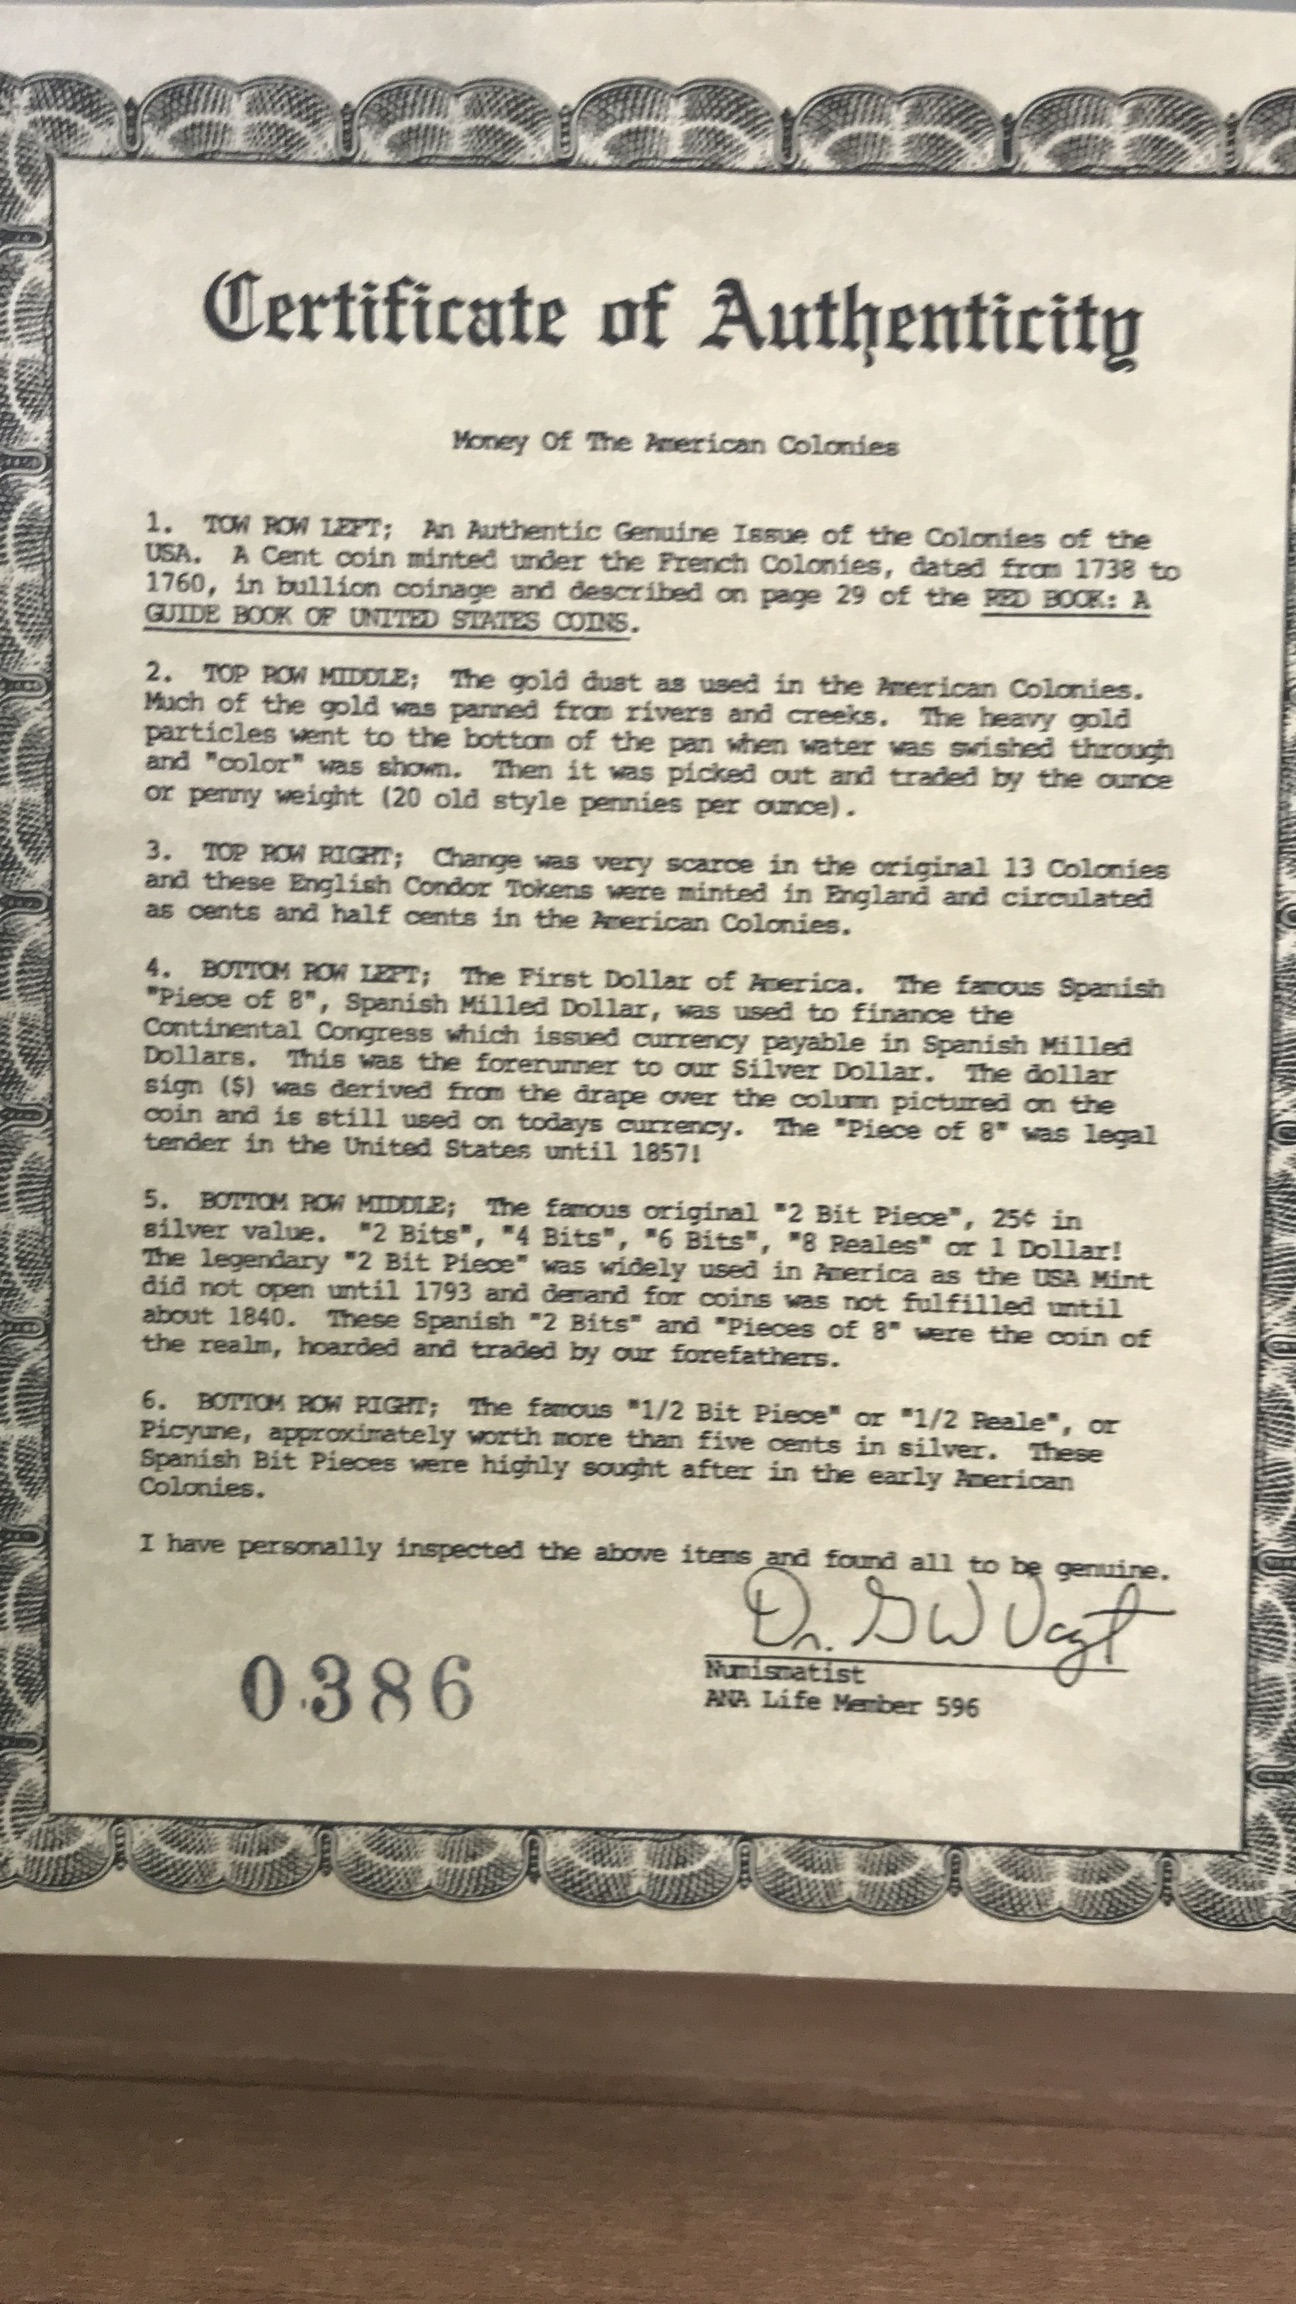 Certificate of Authenticity
Money Of The American Colonies
1. TOW ROW LEFT; An Authentic Genuine Issue of the Colonies of the
USA. A Cent coin minted under the French Colonies, dated from 1738 to
1760, in bullion coinage and described on page 29 of the RED BOOK: A
GUIDE BOOK OF UNITED STATES COINS.
2. TOP ROW MIDDLE; The gold dust as used in the American Colonies.
Much of the gold was panned from rivers and creeks. The heavy gold
particles went to the bottom of the pan when water was swished through
and "color" was shown. Then it was picked out and traded by the ounce
or penny weight (20 old style pennies per ounce).
3. TOP ROW RIGHT; Change was very scarce in the original 13 Colonies
and these English Condor Tokens were minted in England and circulated
as cents and half cents in the American Colonies.
4. BOTTOM ROW LEFT; The First Dollar of America. The famous Spanish
"Piece of 8", Spanish Milled Dollar, was used to finance the
Continental Congress which issued currency payable in Spanish Milled
Dollars. This was the forerunner to our Silver Dollar. The dollar
sign ($) was derived from the drape over the column pictured on the
coin and is still used on todays currency. The "Piece of 8" was legal
tender in the United States until 1857!
5. BOTTOM ROW MIDDLE; The famous original "2 Bit Piece", 25¢ in
silver value. "2 Bits", "4 Bits", "6 Bits", "8 Reales" or 1 Dollar!
The legendary "2 Bit Piece" was widely used in America as the USA Mint
did not open until 1793 and demand for coins was not fulfilled until
about 1840. These Spanish "2 Bits" and "Pieces of 8" were the coin of
the realm, hoarded and traded by our forefathers.
6. BOTTOM ROW RIGHT; The famous "1/2 Bit Piece" or "1/2 Reale", or
Picyune, approximately worth more than five cents in silver. These
Spanish Bit Pieces were highly sought after in the early American
Colonies.
I have personally inspected the above items and found all to be genuine.
Dr. G W Vogt
Numismatist
ANA Life Member 596
0386